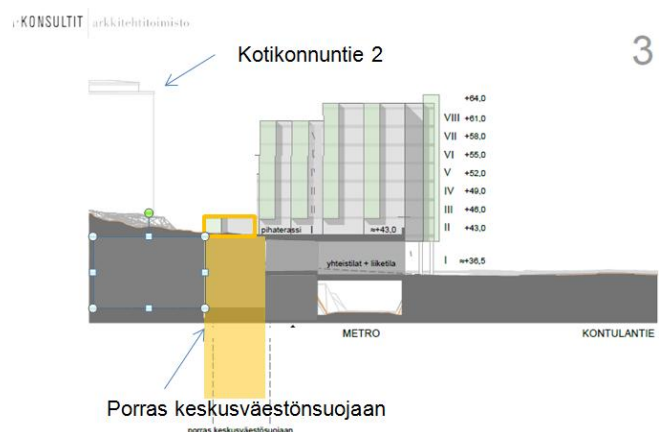 KONSULTIT arkkitehtitoimisto
3
Kotikonnuntie 2
+64,0
VIII +61,0
VII +58,0
VI +55,0
V +52,0
IV +49,0
III +46,0
II +43,0
pihaterassi I ≈+43,0
yhteistilat + liiketila
I ≈+36,5
METRO
KONTULANTIE
Porras keskusväestönsuojaan
porras keskusväestönsuojaan